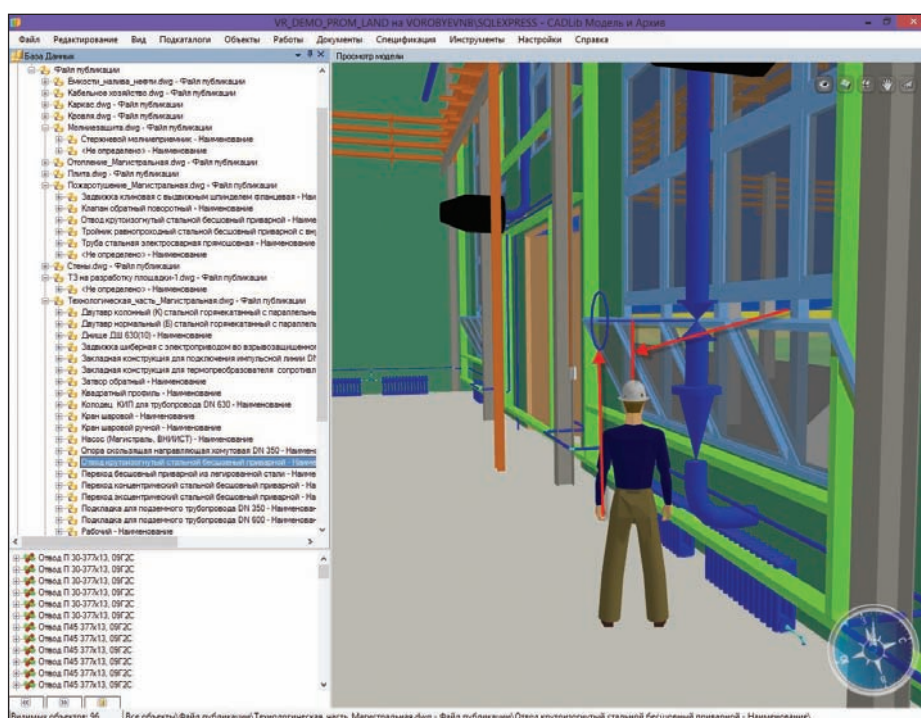 VR_DEMO_PROM_LAND на VOROBYEVNB\SQLEXPRESS - CADLib Модель и Архив
Файл Редактирование Вид Подкаталоги Объекты Работы Документы Спецификация Инструменты Настройки Справка
База Данных
Просмотр модели
Файл публикации
Емкости_налива_нефти.dwg - Файл публикации
Кабельное хозяйство.dwg - Файл публикации
Каркас.dwg - Файл публикации
Кровля.dwg - Файл публикации
Молниезащита.dwg - Файл публикации
Стержневой молниеприемник - Наименование
<Не определено> - Наименование
Отопление_Магистральная.dwg - Файл публикации
Плита.dwg - Файл публикации
Пожаротушение_Магистральная.dwg - Файл публикации
Задвижка клиновая с выдвижным шпинделем фланцевая - Наи
Клапан обратный поворотный - Наименование
Отвод крутоизогнутый стальной бесшовный приварной - Наиме
Тройник равнопроходный стальной бесшовный приварной с вн
Труба стальная электросварная прямошовная - Наименование
<Не определено> - Наименование
Стены.dwg - Файл публикации
ТЗ на разработку площадки-1.dwg - Файл публикации
<Не определено> - Наименование
Технологическая_часть_Магистральная.dwg - Файл публикации
Двутавр колонный (К) стальной горячекатанный с параллельны
Двутавр нормальный (Б) стальной горячекатанный с параллел
Днище ДШ 630(10) - Наименование
Задвижка шиберная с электроприводом во взрывозащищенно
Закладная конструкция для подключения импульсной линии DN
Закладная конструкция для термопреобразователя сопротивл
Затвор обратный - Наименование
Квадратный профиль - Наименование
Колодец КИП для трубопровода DN 630 - Наименование
Кран шаровой - Наименование
Кран шаровой ручной - Наименование
Насос (Магистраль, ВНИИСТ) - Наименование
Опора скользящая направляющая хомутовая DN 350 - Наимено
Отвод крутоизогнутый стальной бесшовный приварной - Наиме
Переход бесшовный приварной из легированной стали - Наиме
Переход концентрический стальной бесшовный приварной - На
Переход эксцентрический стальной бесшовный приварной - На
Подкладка для подземного трубопровода DN 350 - Наименован
Подкладка для подземного трубопровода DN 600 - Наименован
Рабочий - Наименование
Отвод П 30-377х13, 09Г2С
Отвод П 30-377х13, 09Г2С
Отвод П 30-377х13, 09Г2С
Отвод П 30-377х13, 09Г2С
Отвод П 30-377х13, 09Г2С
Отвод П 30-377х13, 09Г2С
Отвод П45 377х13, 09Г2С
Отвод П45 377х13, 09Г2С
Отвод П45 377х13, 09Г2С
Отвод П45 377х13, 09Г2С
Отвод П45 377х13, 09Г2С
Отвод П45 377х13, 09Г2С
Видимых объектов: 96 Все объекты\Файл публикации\Технологическая_часть_Магистральная.dwg - Файл публикации\Отвод крутоизогнутый стальной бесшовный приварной - Наименование\